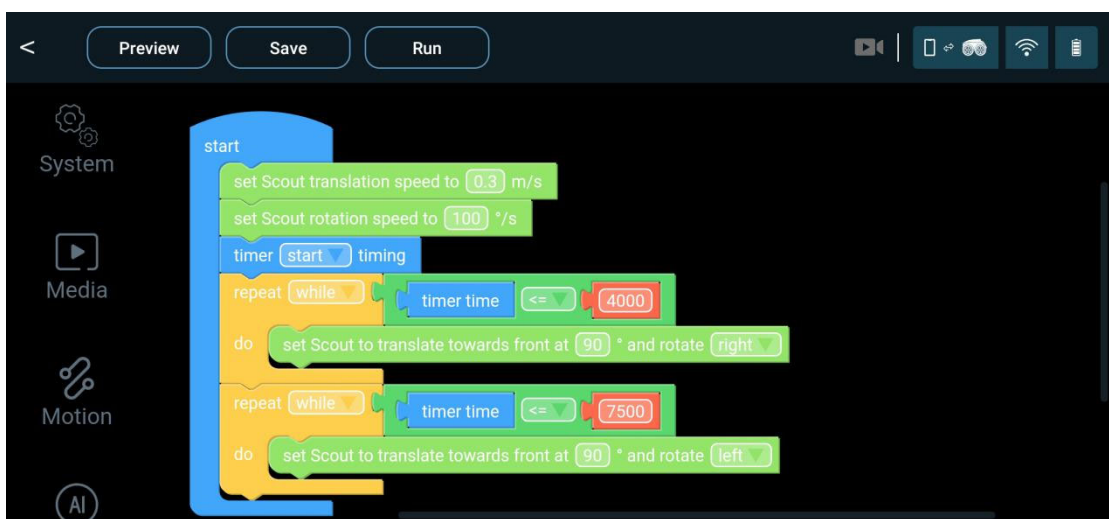 < Preview Save Run
System
Media
Motion
AI
start
set Scout translation speed to 0.3 m/s
set Scout rotation speed to 100 °/s
timer start timing
repeat while timer time <= 4000
do set Scout to translate towards front at 90 ° and rotate right
repeat while timer time <= 7500
do set Scout to translate towards front at 90 ° and rotate left